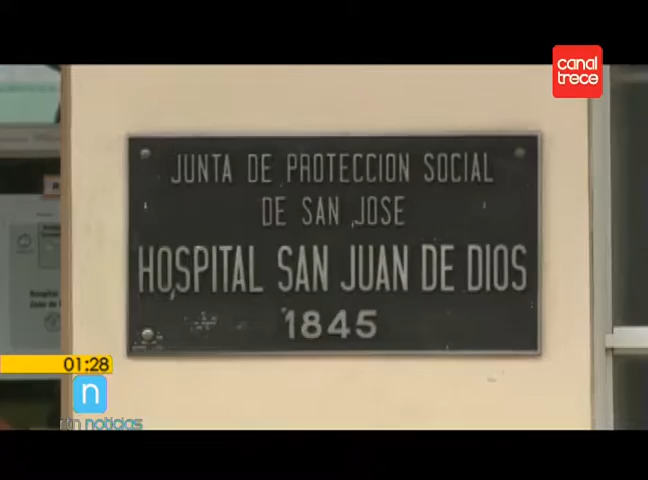 canal
trece
JUNTA DE PROTECCION SOCIAL
DE SAN JOSE
HOSPITAL SAN JUAN DE DIOS
1845
01:28
n
noticias